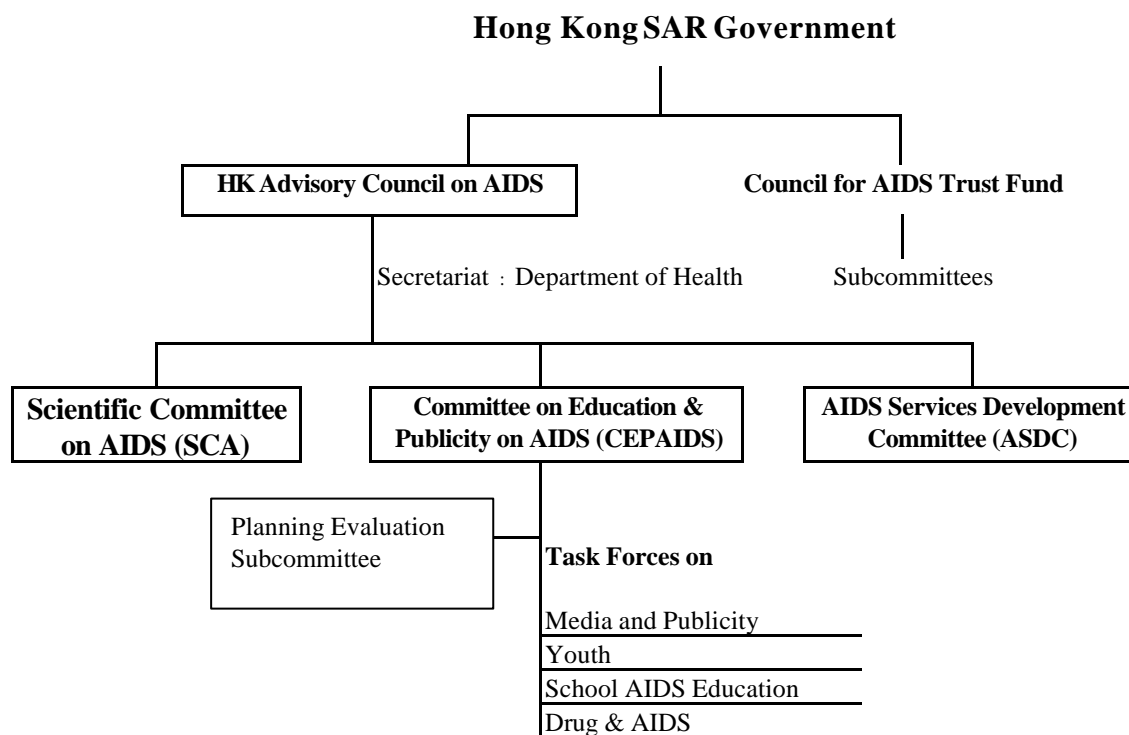 Hong Kong SAR Government
HK Advisory Council on AIDS
Council for AIDS Trust Fund
Secretariat : Department of Health
Subcommittees
Scientific Committee
on AIDS (SCA)
Committee on Education &
Publicity on AIDS (CEPAIDS)
AIDS Services Development
Committee (ASDC)
Planning Evaluation
Subcommittee
Task Forces on
Media and Publicity
Youth
School AIDS Education
Drug & AIDS